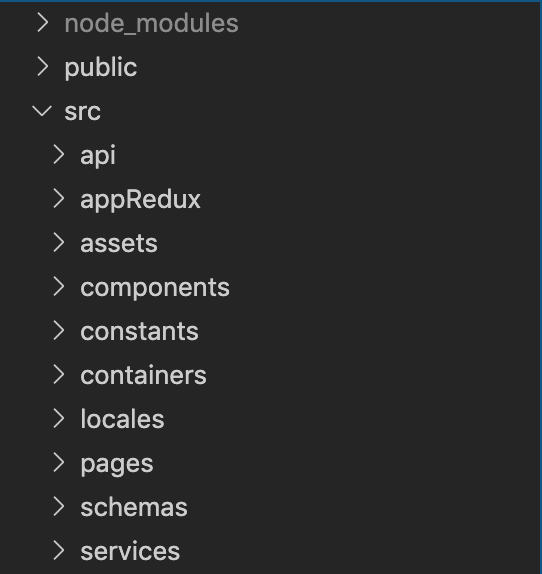 node_modules
public
src
api
appRedux
assets
components
constants
containers
locales
pages
schemas
services